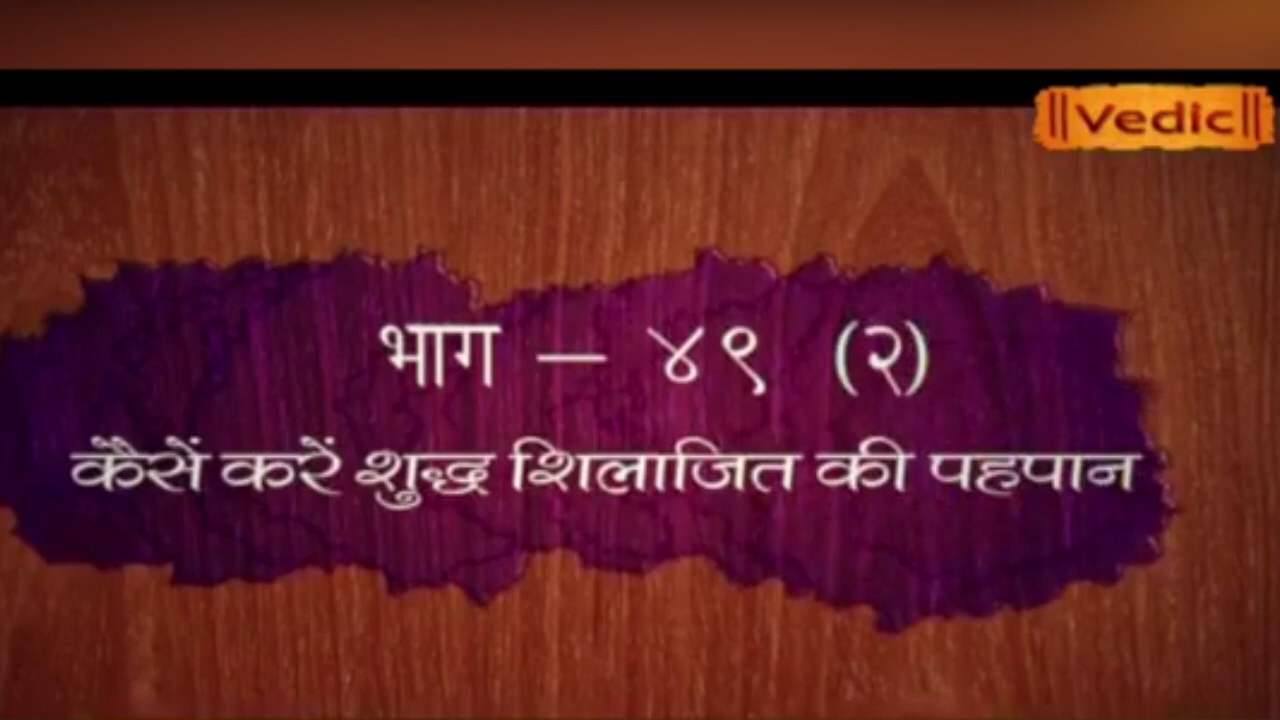 ||Vedic||
भाग – ४९ (२)
कैसें करें शुद्ध शिलाजित की पहपान